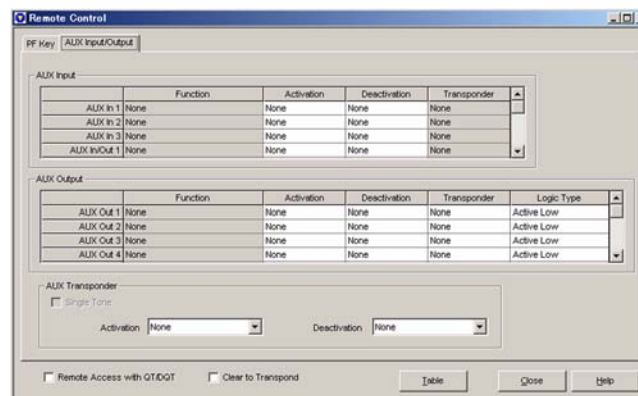 Remote Control
PF Key AUX Input/Output
AUX Input
Function Activation Deactivation Transponder
AUX In 1 None None None None
AUX In 2 None None None None
AUX In 3 None None None None
AUX In/Out 1 None None None None
AUX Output
Function Activation Deactivation Transponder Logic Type
AUX Out 1 None None None None Active Low
AUX Out 2 None None None None Active Low
AUX Out 3 None None None None Active Low
AUX Out 4 None None None None Active Low
AUX Transponder
Single Tone
Activation None Deactivation None
Remote Access with QT/DQT Clear to Transpond Table Close Help